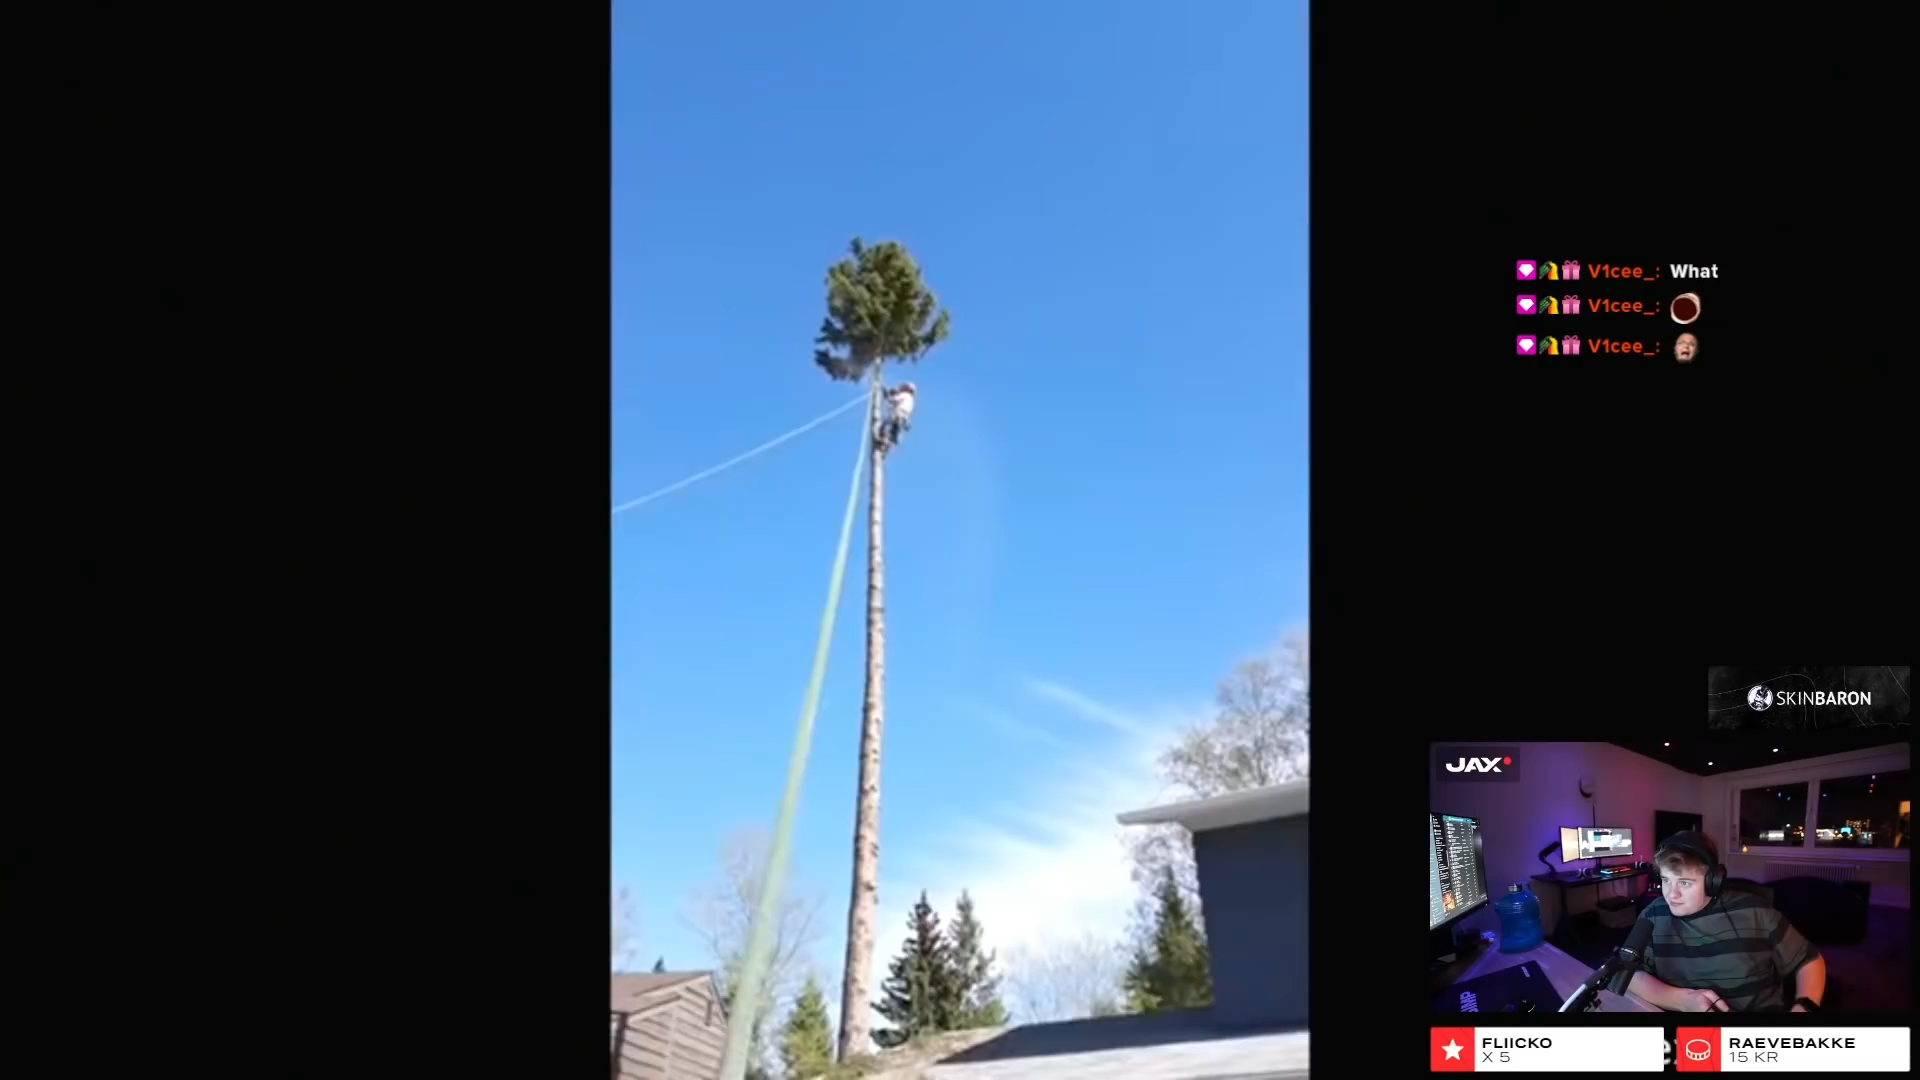 V1cee_: What
V1cee_:
V1cee_:
SKINBARON
JAX
FLIICKO
X 5
RAEVEBAKKE
15 KR